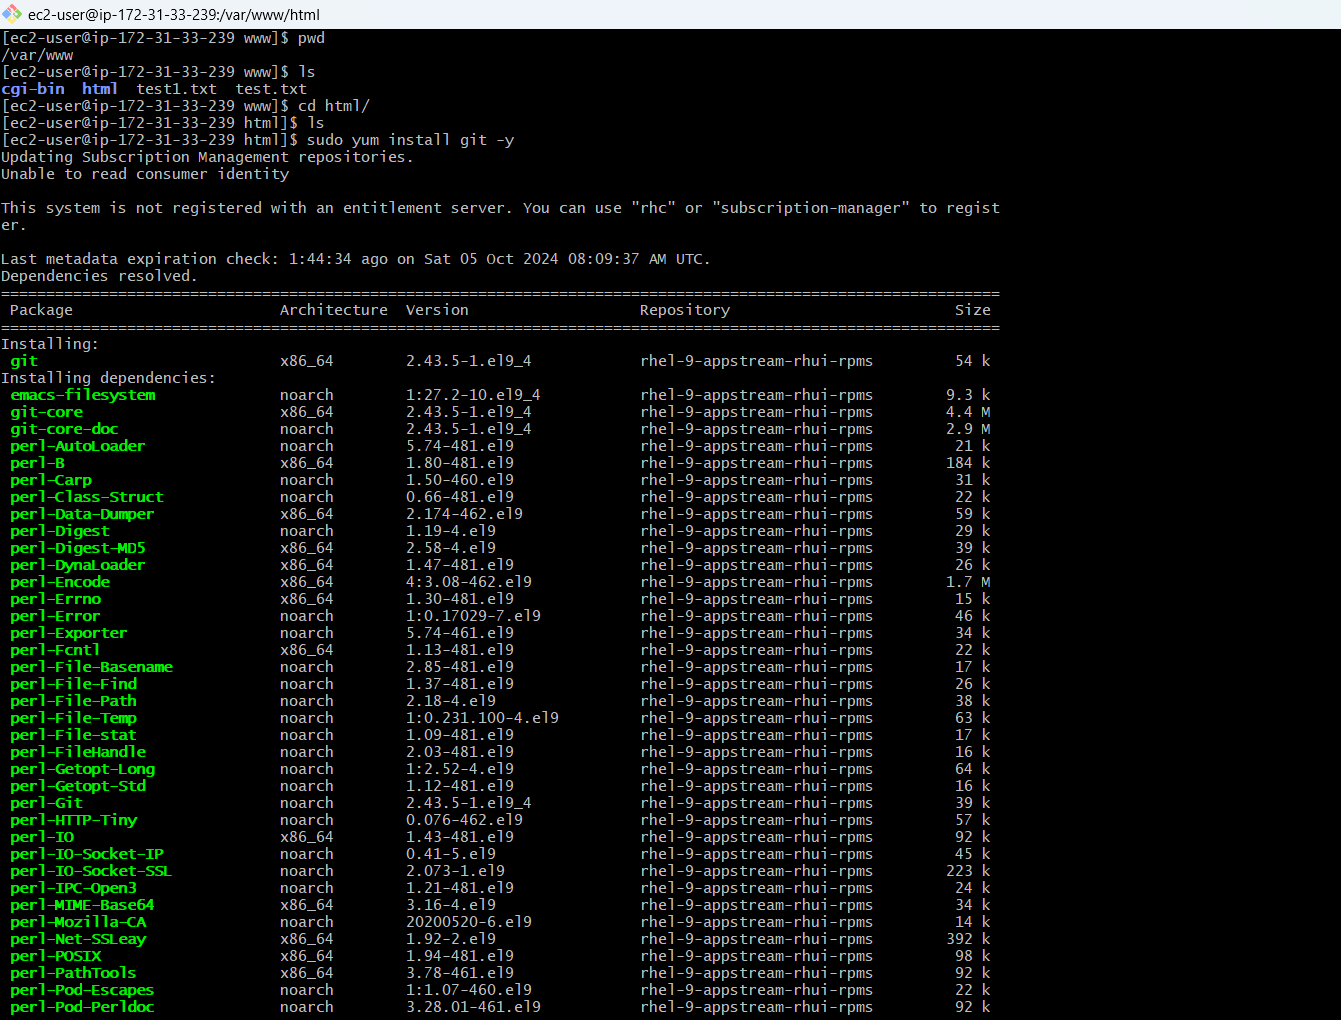 ec2-user@ip-172-31-33-239:/var/www/html
[ec2-user@ip-172-31-33-239 www]$ pwd
/var/www
[ec2-user@ip-172-31-33-239 www]$ ls
cgi-bin  html  test1.txt  test.txt
[ec2-user@ip-172-31-33-239 www]$ cd html/
[ec2-user@ip-172-31-33-239 html]$ ls
[ec2-user@ip-172-31-33-239 html]$ sudo yum install git -y
Updating Subscription Management repositories.
Unable to read consumer identity
This system is not registered with an entitlement server. You can use "rhc" or "subscription-manager" to regist
er.
Last metadata expiration check: 1:44:34 ago on Sat 05 Oct 2024 08:09:37 AM UTC.
Dependencies resolved.
===============================================================================================================
Package Architecture Version Repository Size
===============================================================================================================
Installing:
git x86_64 2.43.5-1.el9_4 rhel-9-appstream-rhui-rpms 54 k
Installing dependencies:
emacs-filesystem noarch 1:27.2-10.el9_4 rhel-9-appstream-rhui-rpms 9.3 k
git-core x86_64 2.43.5-1.el9_4 rhel-9-appstream-rhui-rpms 4.4 M
git-core-doc noarch 2.43.5-1.el9_4 rhel-9-appstream-rhui-rpms 2.9 M
perl-AutoLoader noarch 5.74-481.el9 rhel-9-appstream-rhui-rpms 21 k
perl-B x86_64 1.80-481.el9 rhel-9-appstream-rhui-rpms 184 k
perl-Carp noarch 1.50-460.el9 rhel-9-appstream-rhui-rpms 31 k
perl-Class-Struct noarch 0.66-481.el9 rhel-9-appstream-rhui-rpms 22 k
perl-Data-Dumper x86_64 2.174-462.el9 rhel-9-appstream-rhui-rpms 59 k
perl-Digest noarch 1.19-4.el9 rhel-9-appstream-rhui-rpms 29 k
perl-Digest-MD5 x86_64 2.58-4.el9 rhel-9-appstream-rhui-rpms 39 k
perl-DynaLoader x86_64 1.47-481.el9 rhel-9-appstream-rhui-rpms 26 k
perl-Encode x86_64 4:3.08-462.el9 rhel-9-appstream-rhui-rpms 1.7 M
perl-Errno x86_64 1.30-481.el9 rhel-9-appstream-rhui-rpms 15 k
perl-Error noarch 1:0.17029-7.el9 rhel-9-appstream-rhui-rpms 46 k
perl-Exporter noarch 5.74-461.el9 rhel-9-appstream-rhui-rpms 34 k
perl-Fcntl x86_64 1.13-481.el9 rhel-9-appstream-rhui-rpms 22 k
perl-File-Basename noarch 2.85-481.el9 rhel-9-appstream-rhui-rpms 17 k
perl-File-Find noarch 1.37-481.el9 rhel-9-appstream-rhui-rpms 26 k
perl-File-Path noarch 2.18-4.el9 rhel-9-appstream-rhui-rpms 38 k
perl-File-Temp noarch 1:0.231.100-4.el9 rhel-9-appstream-rhui-rpms 63 k
perl-File-stat noarch 1.09-481.el9 rhel-9-appstream-rhui-rpms 17 k
perl-FileHandle noarch 2.03-481.el9 rhel-9-appstream-rhui-rpms 16 k
perl-Getopt-Long noarch 1:2.52-4.el9 rhel-9-appstream-rhui-rpms 64 k
perl-Getopt-Std noarch 1.12-481.el9 rhel-9-appstream-rhui-rpms 16 k
perl-Git noarch 2.43.5-1.el9_4 rhel-9-appstream-rhui-rpms 39 k
perl-HTTP-Tiny noarch 0.076-462.el9 rhel-9-appstream-rhui-rpms 57 k
perl-IO x86_64 1.43-481.el9 rhel-9-appstream-rhui-rpms 92 k
perl-IO-Socket-IP noarch 0.41-5.el9 rhel-9-appstream-rhui-rpms 45 k
perl-IO-Socket-SSL noarch 2.073-1.el9 rhel-9-appstream-rhui-rpms 223 k
perl-IPC-Open3 noarch 1.21-481.el9 rhel-9-appstream-rhui-rpms 24 k
perl-MIME-Base64 x86_64 3.16-4.el9 rhel-9-appstream-rhui-rpms 34 k
perl-Mozilla-CA noarch 20200520-6.el9 rhel-9-appstream-rhui-rpms 14 k
perl-Net-SSLeay x86_64 1.92-2.el9 rhel-9-appstream-rhui-rpms 392 k
perl-POSIX x86_64 1.94-481.el9 rhel-9-appstream-rhui-rpms 98 k
perl-PathTools x86_64 3.78-461.el9 rhel-9-appstream-rhui-rpms 92 k
perl-Pod-Escapes noarch 1:1.07-460.el9 rhel-9-appstream-rhui-rpms 22 k
perl-Pod-Perldoc noarch 3.28.01-461.el9 rhel-9-appstream-rhui-rpms 92 k